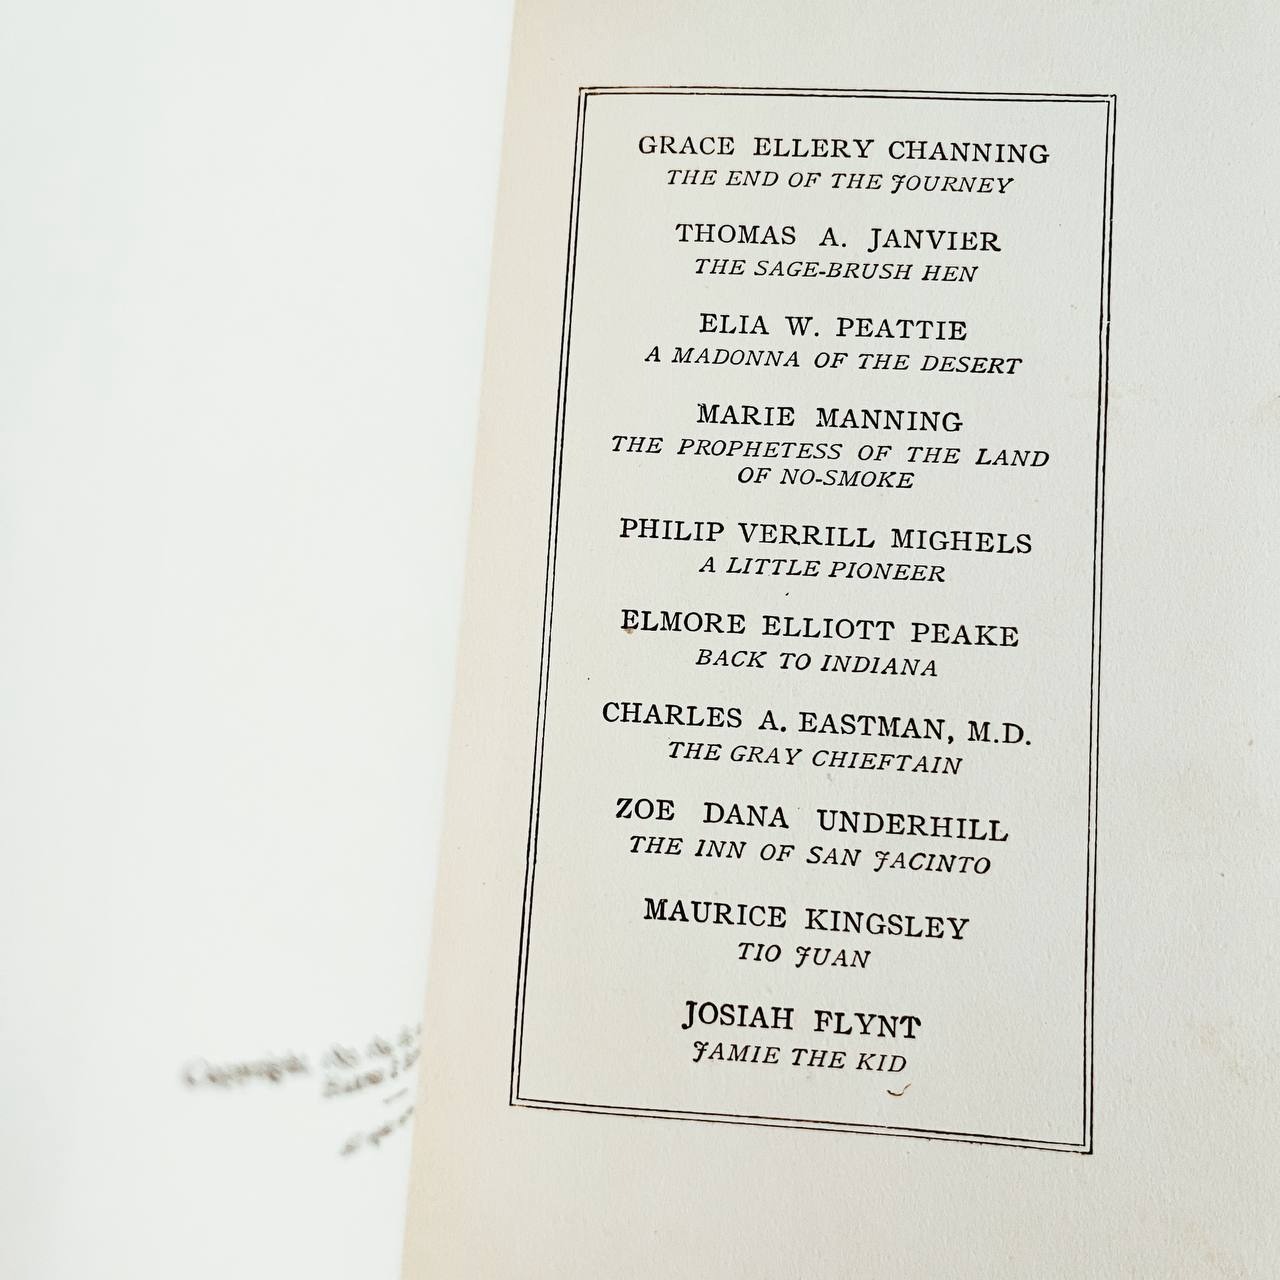 GRACE ELLERY CHANNING
THE END OF THE JOURNEY
THOMAS A. JANVIER
THE SAGE-BRUSH HEN
ELIA W. PEATTIE
A MADONNA OF THE DESERT
MARIE MANNING
THE PROPHETESS OF THE LAND
OF NO-SMOKE
PHILIP VERRILL MIGHELS
A LITTLE PIONEER
ELMORE ELLIOTT PEAKE
BACK TO INDIANA
CHARLES A. EASTMAN, M.D.
THE GRAY CHIEFTAIN
ZOE DANA UNDERHILL
THE INN OF SAN JACINTO
MAURICE KINGSLEY
TIO JUAN
JOSIAH FLYNT
JAMIE THE KID
Copyright